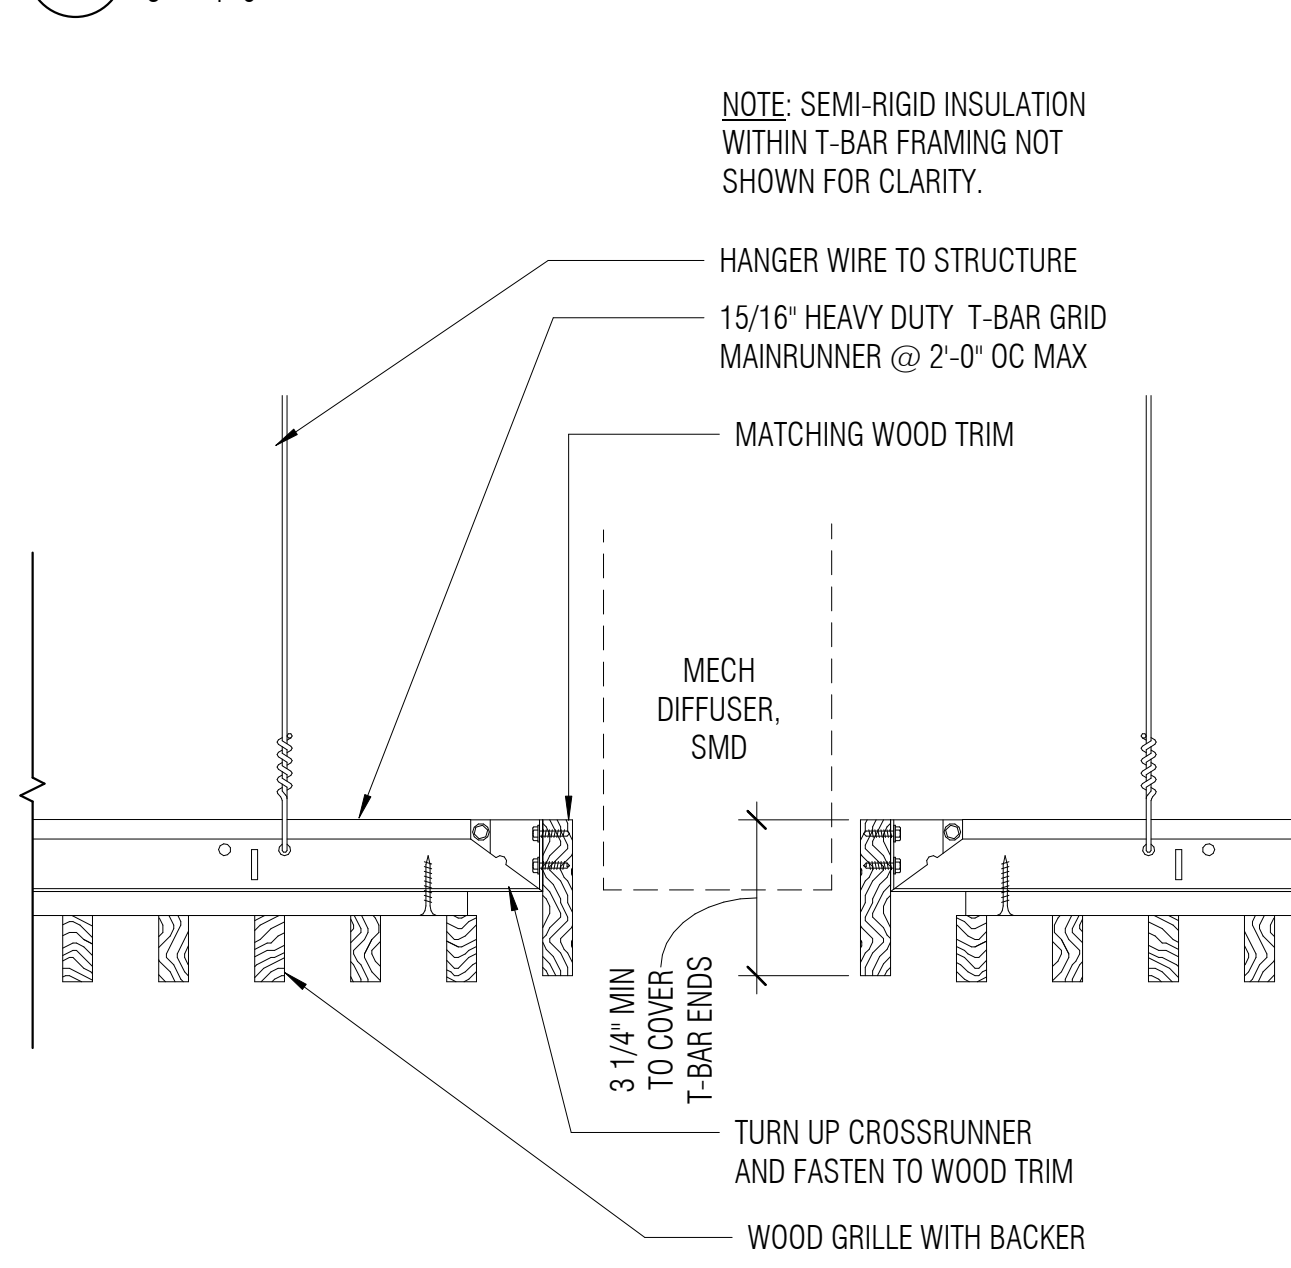 NOTE: SEMI-RIGID INSULATION
WITHIN T-BAR FRAMING NOT
SHOWN FOR CLARITY.
HANGER WIRE TO STRUCTURE
15/16" HEAVY DUTY T-BAR GRID
MAINRUNNER @ 2'-0" OC MAX
MATCHING WOOD TRIM
MECH
DIFFUSER,
SMD
3 1/4" MIN
TO COVER
T-BAR ENDS
TURN UP CROSSRUNNER
AND FASTEN TO WOOD TRIM
WOOD GRILLE WITH BACKER